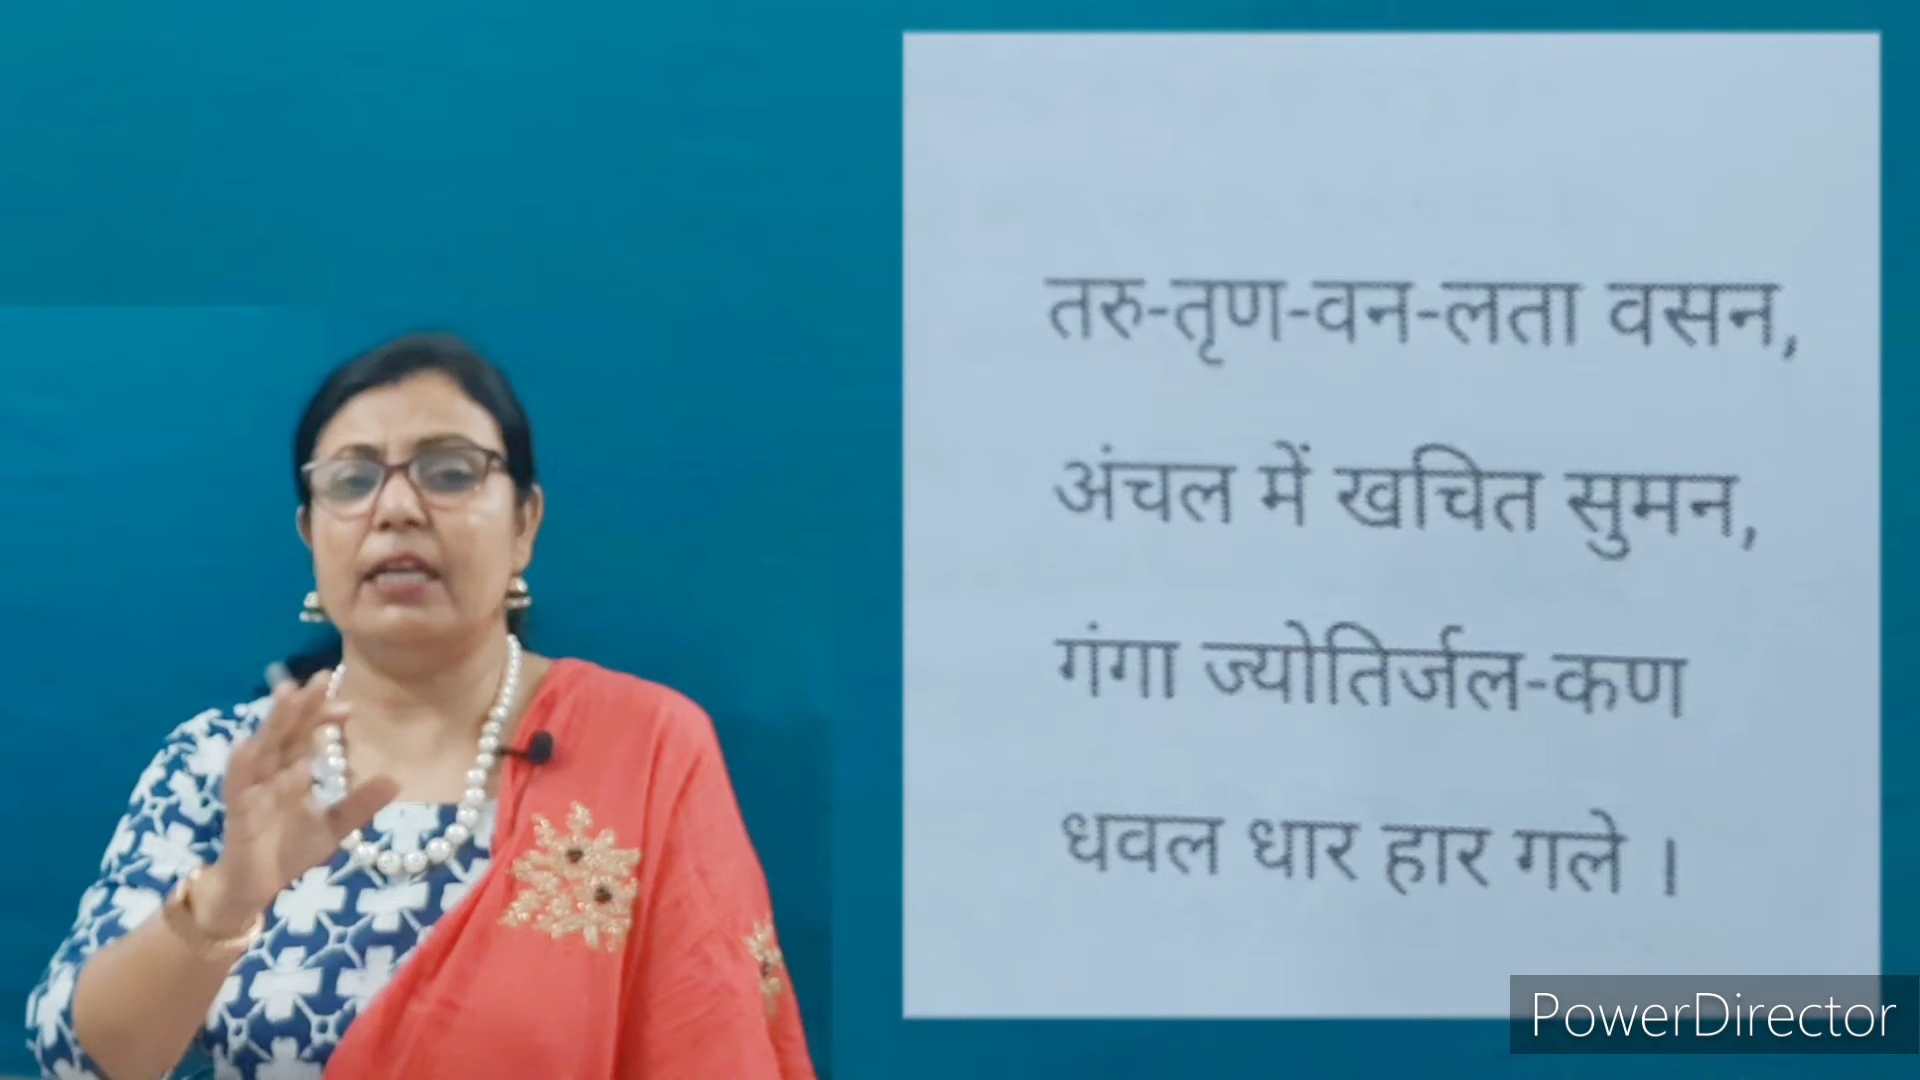 तरु-तृण-वन-लता वसन,
अंचल में खचित सुमन,
गंगा ज्योतिर्जल-कण
धवल धार हार गले ।
PowerDirector